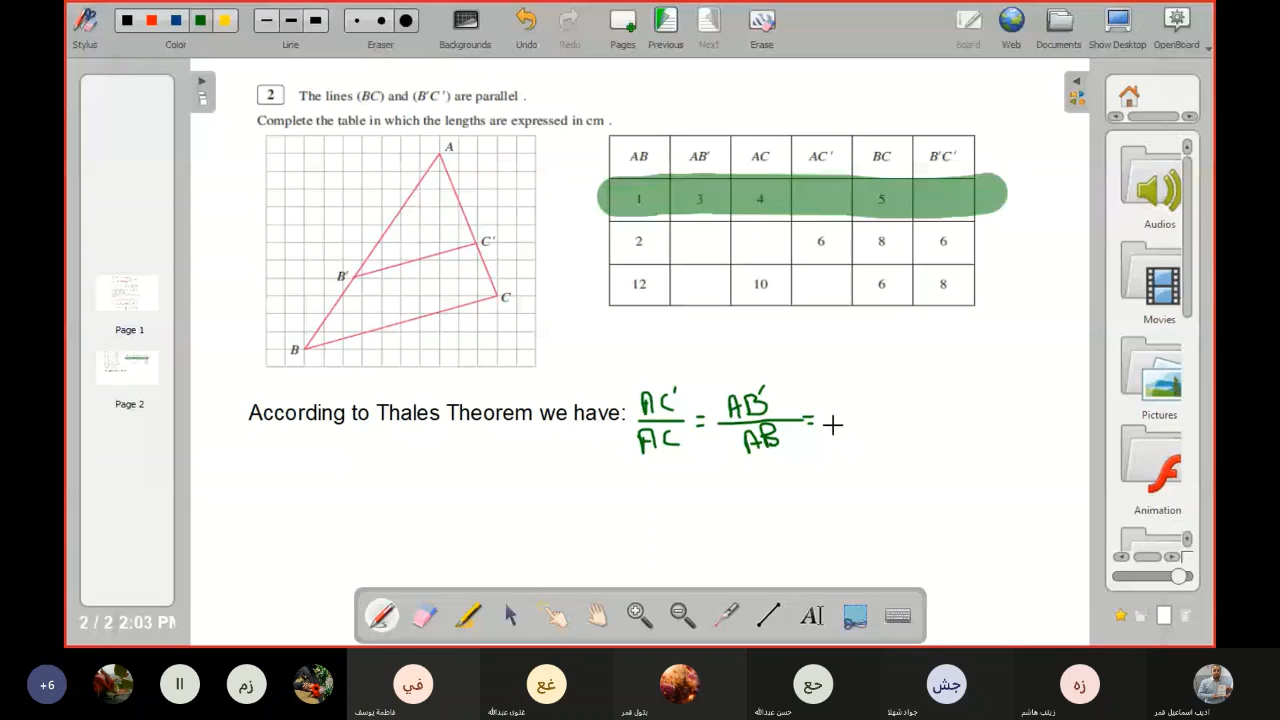 Stylus Color Line Eraser Backgrounds Undo Redo Pages Previous Next Erase Board Web Documents Show Desktop OpenBoard
2 The lines (BC) and (B'C') are parallel .
Complete the table in which the lengths are expressed in cm .
A
B'
C'
B
C
AB AB' AC AC' BC B'C'
1 3 4 5
2 6 8 6
12 10 6 8
According to Thales Theorem we have: AC'/AC = AB'/AB =
Page 1
Page 2
2 / 2 2:03 PM
Audios
Movies
Pictures
Animation
+6
اا
زم
في
غع
حع
جش
زه
فاطمة يوسف
غلوى عبدالله
بتول قمر
حسن عبدالله
جواد شهلا
زينب هاشم
اديب اسماعيل قمر